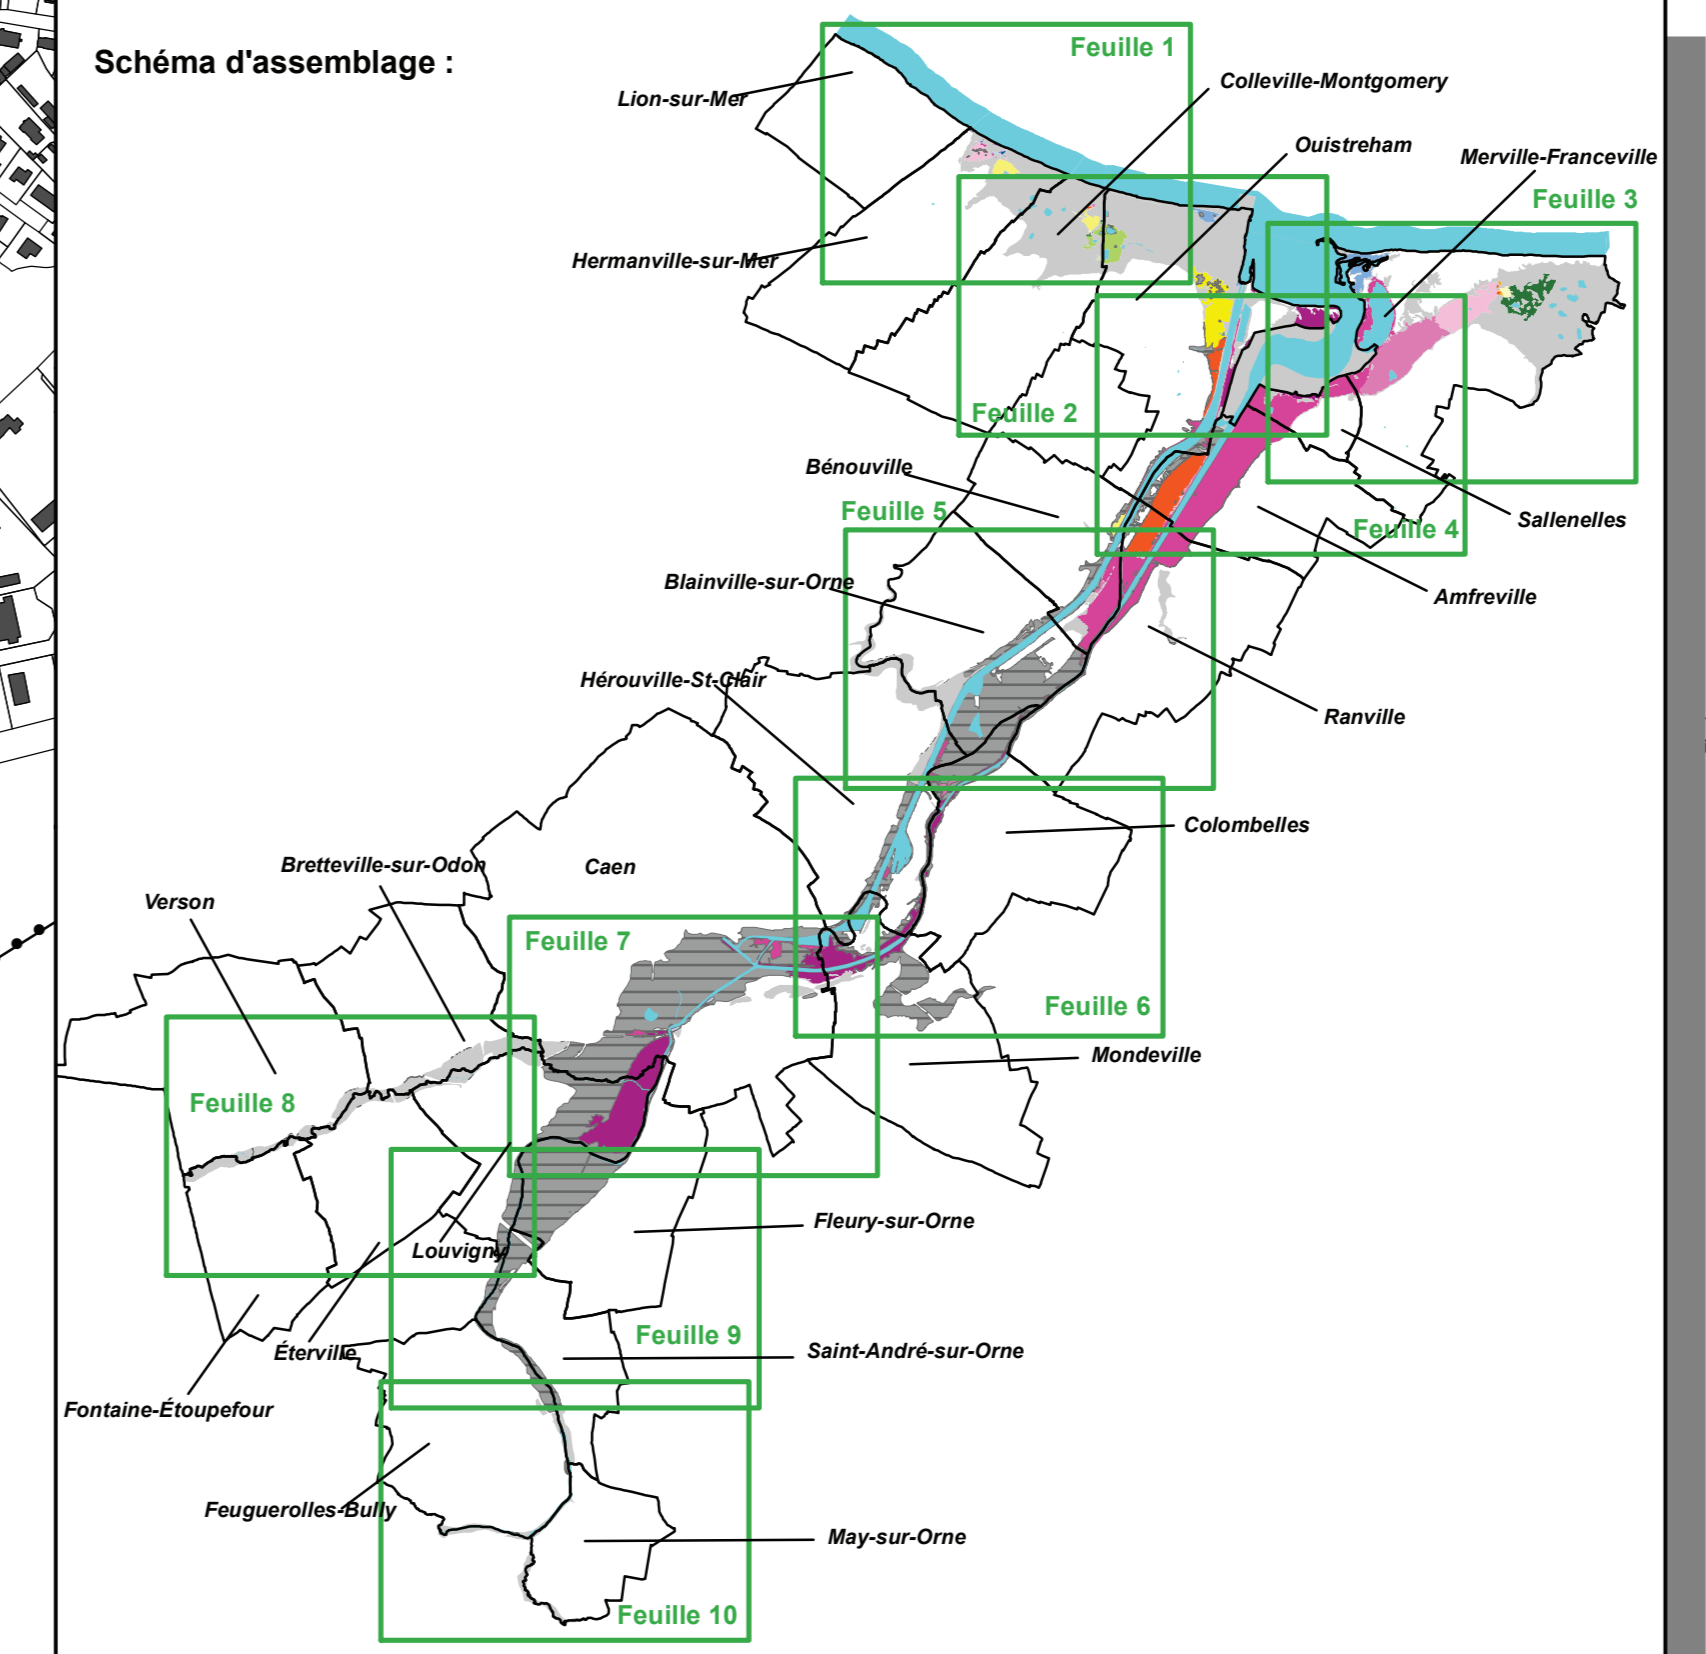 Schéma d'assemblage :
Feuille 1
Colleville-Montgomery
Lion-sur-Mer
Ouistreham
Merville-Franceville
Feuille 3
Hermanville-sur-Mer
Feuille 2
Bénouville
Feuille 5
Sallenelles
Feuille 4
Blainville-sur-Orne
Amfreville
Hérouville-St-Clair
Ranville
Colombelles
Bretteville-sur-Odon
Caen
Verson
Feuille 7
Feuille 6
Mondeville
Feuille 8
Fleury-sur-Orne
Louvigny
Feuille 9
Éterville
Saint-André-sur-Orne
Fontaine-Étoupefour
Feuguerolles-Bully
May-sur-Orne
Feuille 10